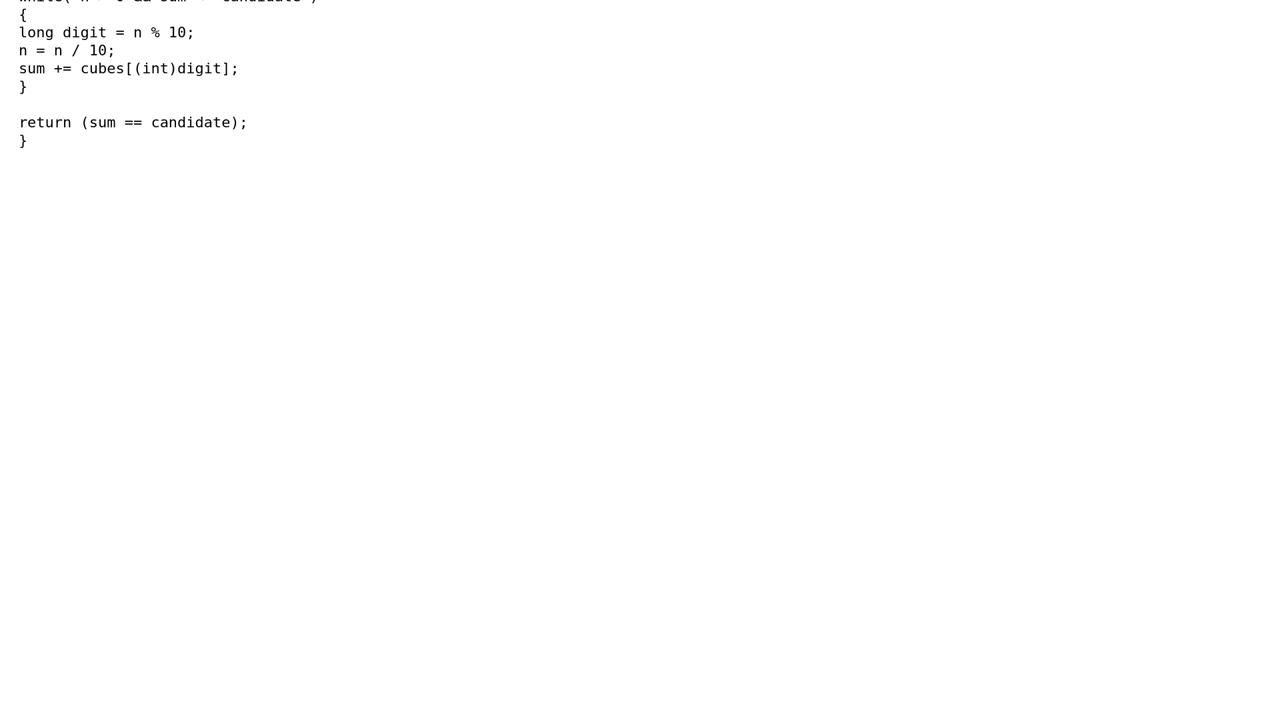 {
long digit = n % 10;
n = n / 10;
sum += cubes[(int)digit];
}
return (sum == candidate);
}